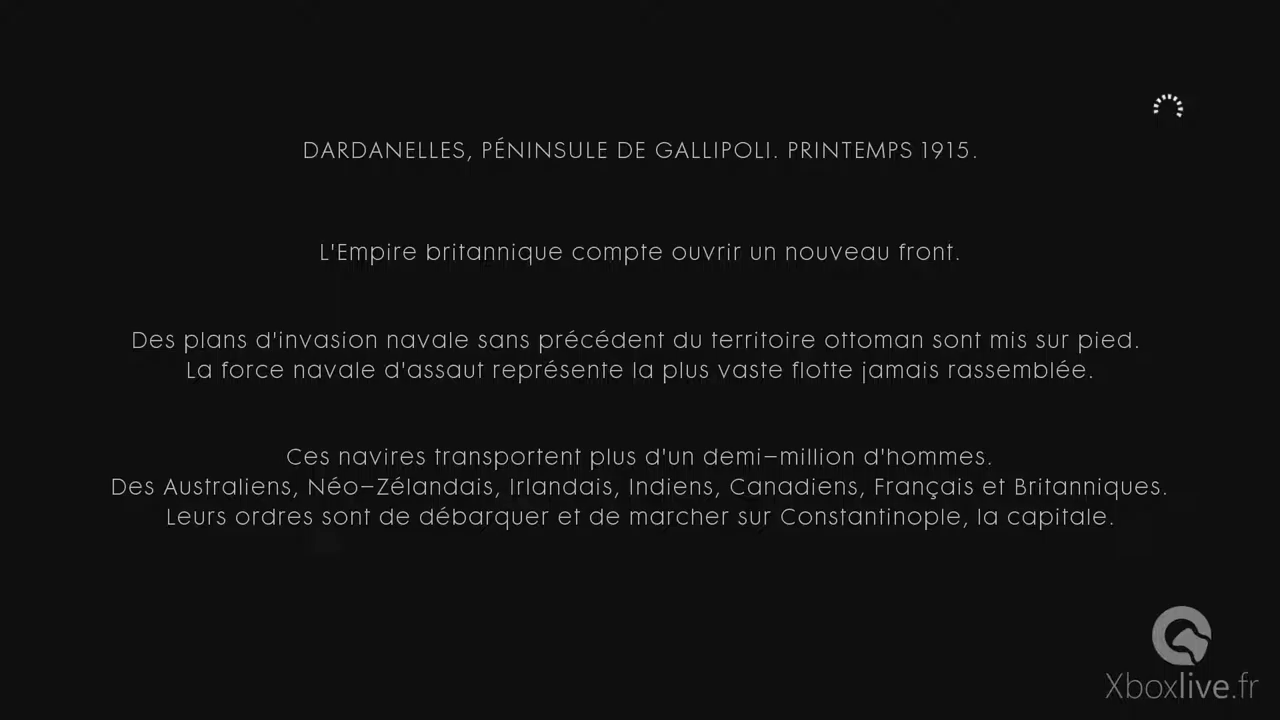 DARDANELLES, PÉNINSULE DE GALLIPOLI. PRINTEMPS 1915.
L'Empire britannique compte ouvrir un nouveau front.
Des plans d'invasion navale sans précédent du territoire ottoman sont mis sur pied.
La force navale d'assaut représente la plus vaste flotte jamais rassemblée.
Ces navires transportent plus d'un demi-million d'hommes.
Des Australiens, Néo-Zélandais, Irlandais, Indiens, Canadiens, Français et Britanniques.
Leurs ordres sont de débarquer et de marcher sur Constantinople, la capitale.
Xboxlive.fr